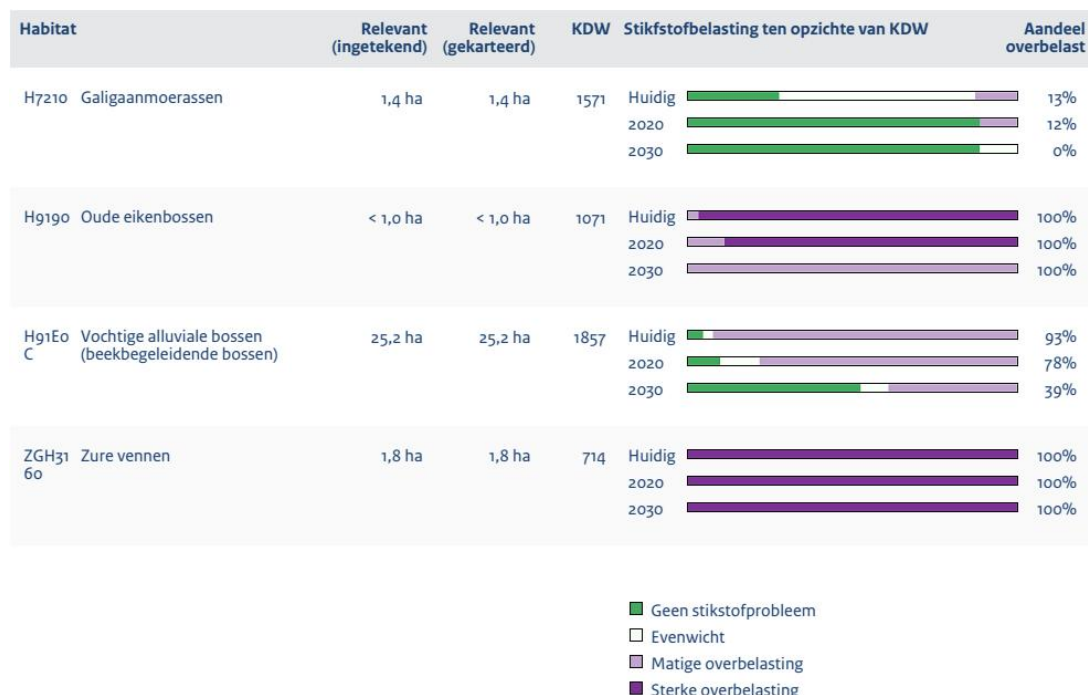 Habitat Relevant (ingetekend) Relevant (gekarteerd) KDW Stikfstofbelasting ten opzichte van KDW Aandeel overbelast
H7210 Galigaanmoerassen 1,4 ha 1,4 ha 1571 Huidig 13%
2020 12%
2030 0%
H9190 Oude eikenbossen < 1,0 ha < 1,0 ha 1071 Huidig 100%
2020 100%
2030 100%
H91E0C Vochtige alluviale bossen (beekbegeleidende bossen) 25,2 ha 25,2 ha 1857 Huidig 93%
2020 78%
2030 39%
ZGH3160 Zure vennen 1,8 ha 1,8 ha 714 Huidig 100%
2020 100%
2030 100%
Geen stikstofprobleem
Evenwicht
Matige overbelasting
Sterke overbelasting